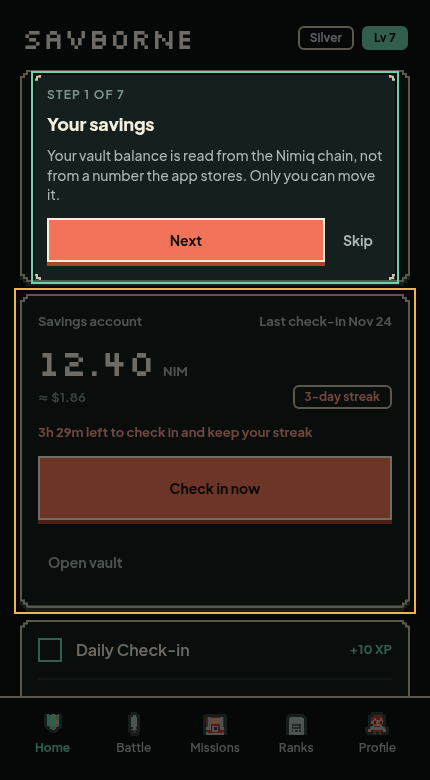 SAVBORNE
Silver
Lv 7
STEP 1 OF 7
Your savings
Your vault balance is read from the Nimiq chain, not
from a number the app stores. Only you can move
it.
Next
Skip
Savings account
Last check-in Nov 24
12.40 NIM
≈ $1.86
3-day streak
3h 29m left to check in and keep your streak
Check in now
Open vault
Daily Check-in
+10 XP
Home
Battle
Missions
Ranks
Profile